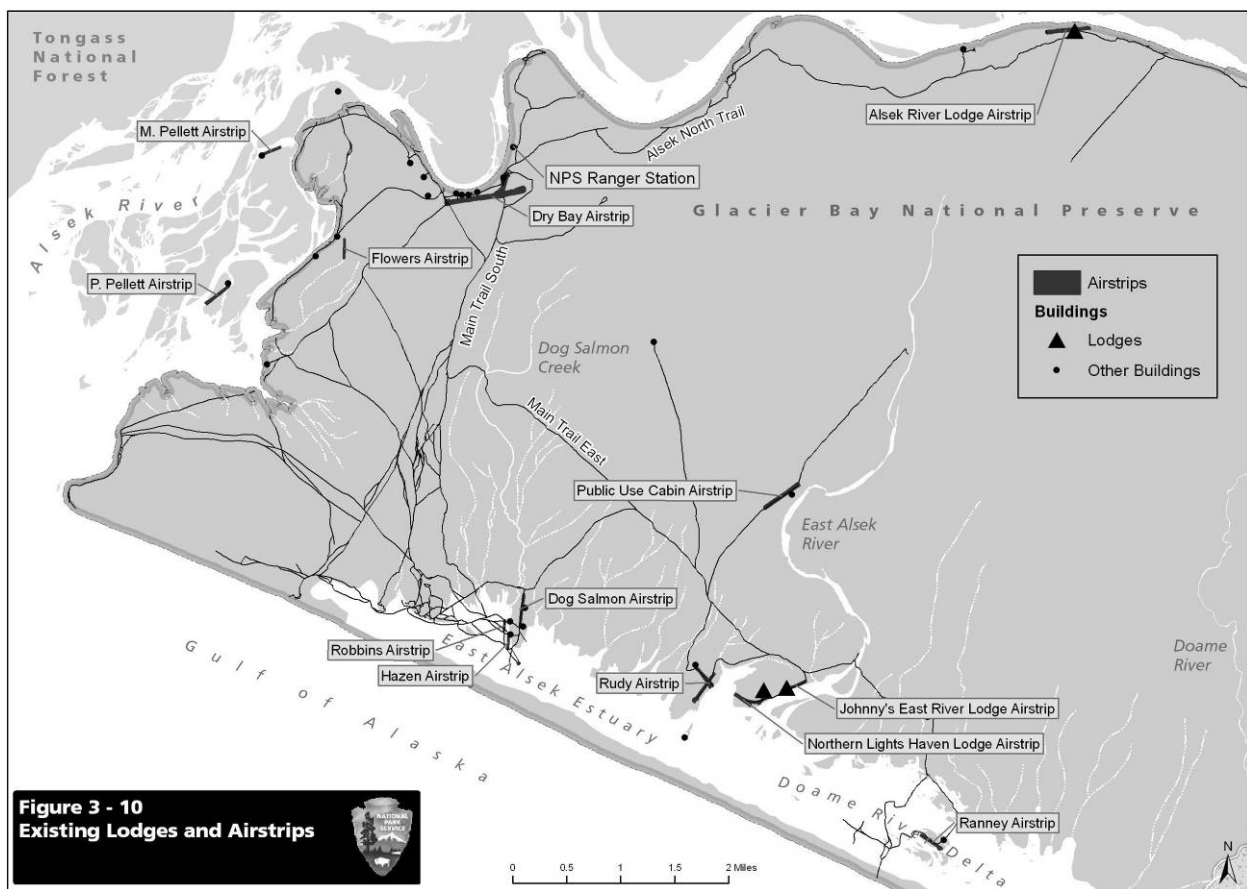 Tongass
National
Forest
M. Pellett Airstrip
Alsek River Lodge Airstrip
Alsek North Trail
NPS Ranger Station
Alsek River
Dry Bay Airstrip
Glacier Bay National Preserve
Flowers Airstrip
P. Pellett Airstrip
Main Trail South
Airstrips
Buildings
Lodges
Other Buildings
Dog Salmon
Creek
Main Trail East
Public Use Cabin Airstrip
East Alsek
River
Dog Salmon Airstrip
Robbins Airstrip
Hazen Airstrip
East Alsek Estuary
Rudy Airstrip
Doame
River
Johnny's East River Lodge Airstrip
Northern Lights Haven Lodge Airstrip
Gulf of Alaska
Doame River Delta
Ranney Airstrip
Figure 3 - 10
Existing Lodges and Airstrips
NATIONAL
PARK
SERVICE
0 0.5 1 2 Miles
N